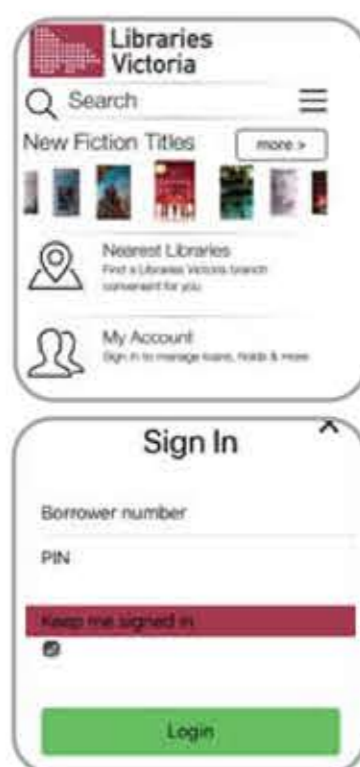 Libraries
Victoria
Search
New Fiction Titles more >
Nearest Libraries
Find a Libraries Victoria branch
convenient for you
My Account
Sign in to manage loans, holds & more
Sign In
Borrower number
PIN
Keep me signed in
Login